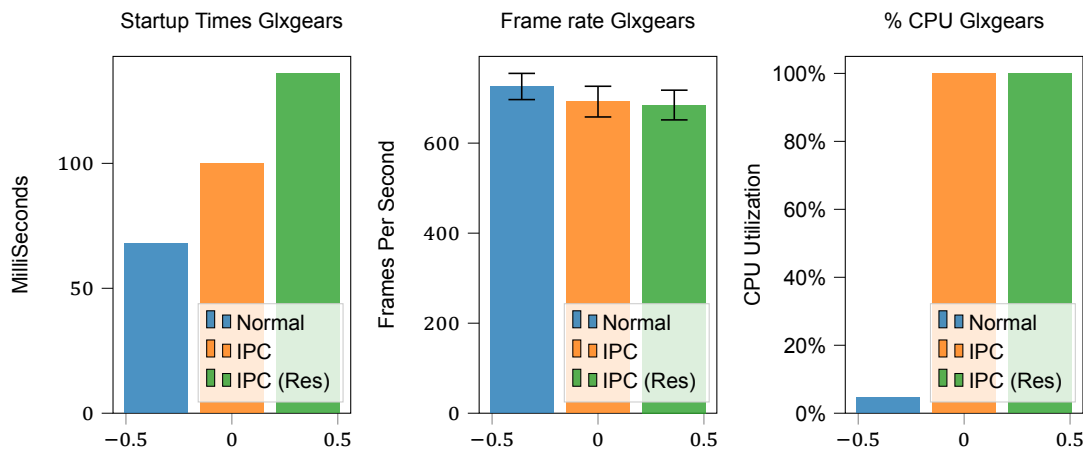 Startup Times Glxgears
MilliSeconds
100
50
0
−0.5
0
0.5
Normal
IPC
IPC (Res)
Frame rate Glxgears
Frames Per Second
600
400
200
0
−0.5
0
0.5
Normal
IPC
IPC (Res)
% CPU Glxgears
CPU Utilization
100%
80%
60%
40%
20%
0%
−0.5
0
0.5
Normal
IPC
IPC (Res)